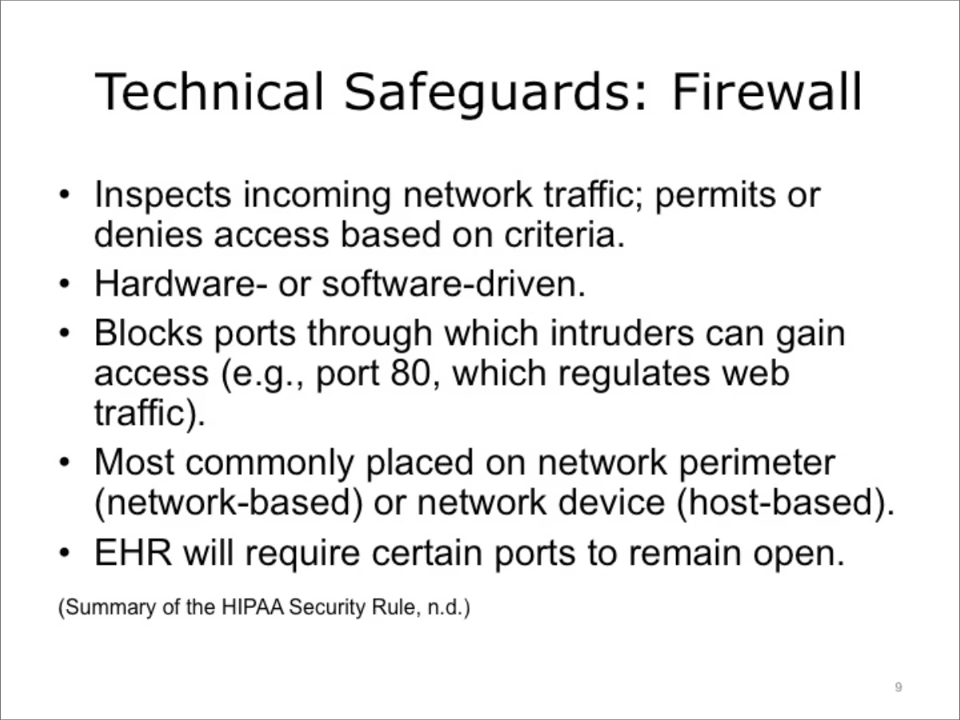 Technical Safeguards: Firewall
• Inspects incoming network traffic; permits or
denies access based on criteria.
• Hardware- or software-driven.
• Blocks ports through which intruders can gain
access (e.g., port 80, which regulates web
traffic).
• Most commonly placed on network perimeter
(network-based) or network device (host-based).
• EHR will require certain ports to remain open.
(Summary of the HIPAA Security Rule, n.d.)
9